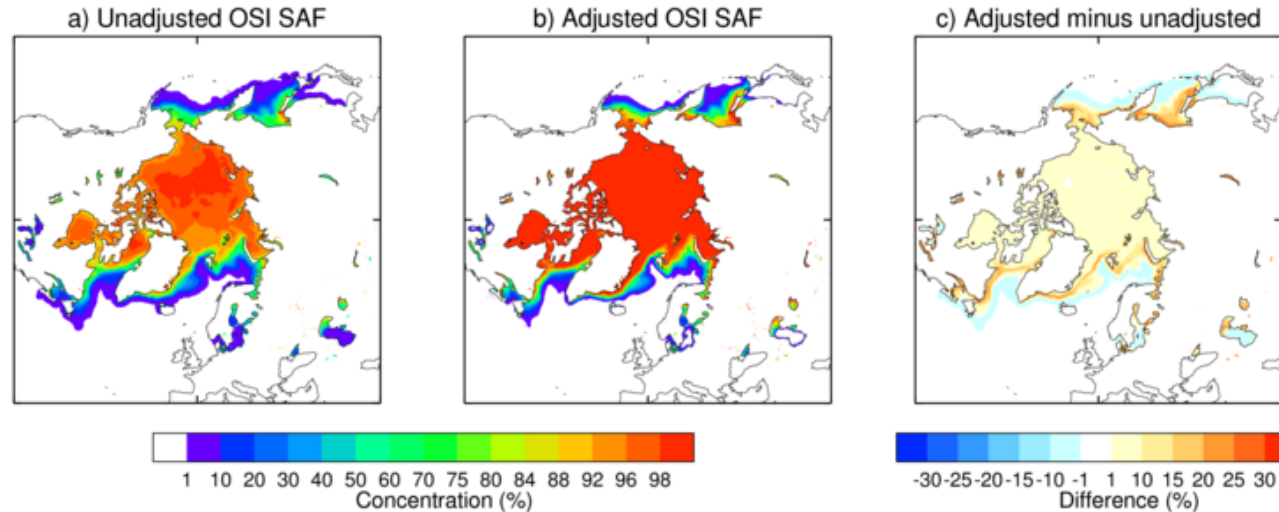 a) Unadjusted OSI SAF
b) Adjusted OSI SAF
c) Adjusted minus unadjusted
1 10 20 30 40 50 60 70 75 80 84 88 92 96 98
Concentration (%)
-30-25-20-15-10 -1 1 10 15 20 25 30
Difference (%)